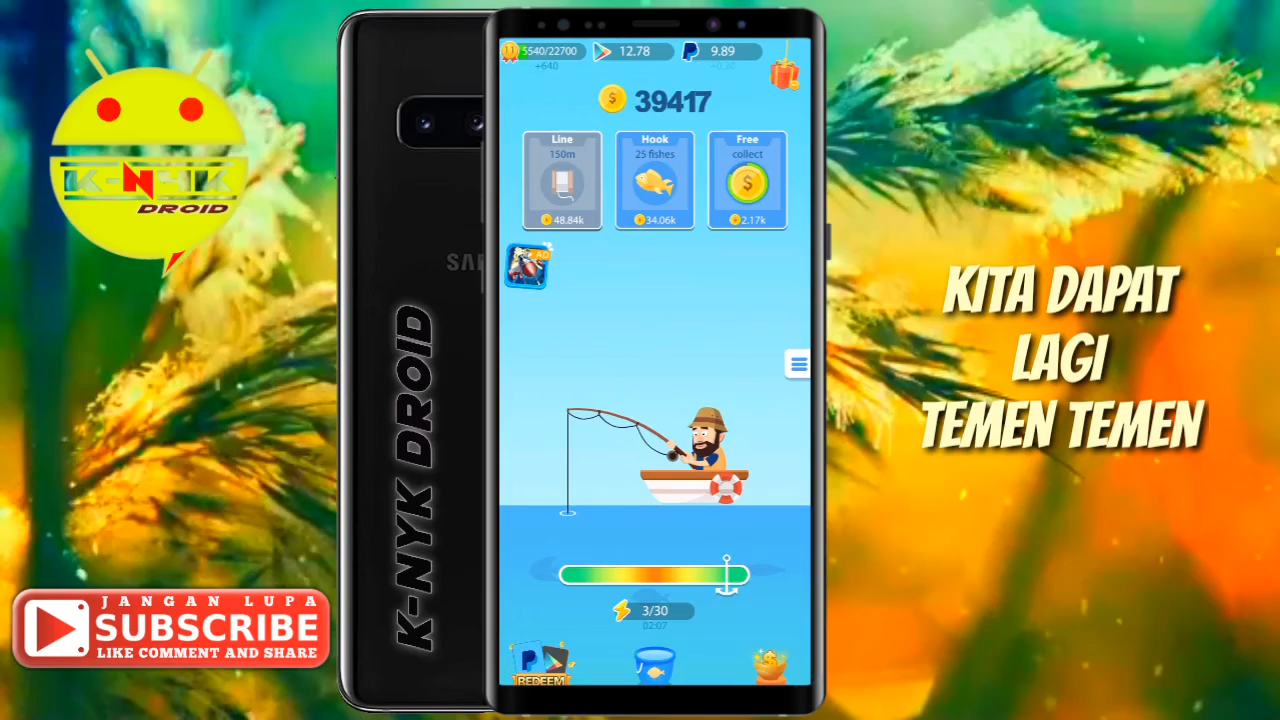 K-NYK
DROID
JANGAN LUPA
SUBSCRIBE
LIKE COMMENT AND SHARE
SA
K-NYK DROID
11
5540/22700
+640
12.78
9.89
39417
Line
150m
48.84k
Hook
25 fishes
34.06k
Free
collect
2.17k
AD
3/30
02:07
REDEEM
KITA DAPAT
LAGI
TEMEN TEMEN